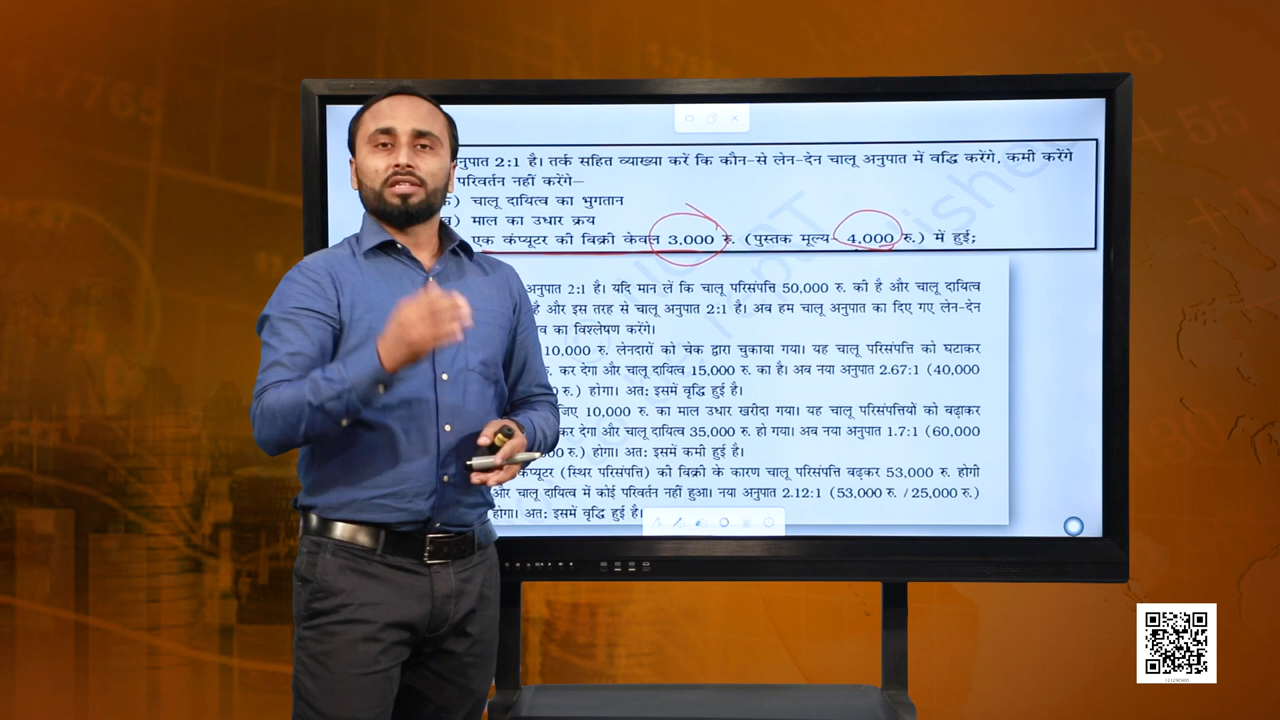 नुपात 2:1 है। तर्क सहित व्याख्या करें कि कौन-से लेन-देन चालू अनुपात में वद्धि करेंगे, कमी करेंगे
परिवर्तन नहीं करेंगे–
) चालू दायित्व का भुगतान
) माल का उधार क्रय
एक कंप्यूटर की विक्री केवल 3,000 रु. (पुस्तक मूल्य- 4,000 रु.) में हुई;
अनुपात 2:1 है। यदि मान लें कि चालू परिसंपत्ति 50,000 रु. की है और चालू दायित्व
है और इस तरह से चालू अनुपात 2:1 है। अब हम चालू अनुपात का दिए गए लेन-देन
व का विश्लेषण करेंगे।
10,000 रु. लेनदारों को चेक द्वारा चुकाया गया। यह चालू परिसंपत्ति को घटाकर
रु. कर देगा और चालू दायित्व 15,000 रु. का है। अब नया अनुपात 2.67:1 (40,000
रु.) होगा। अत: इसमें वृद्धि हुई है।
जिए 10,000 रु. का माल उधार खरीदा गया। यह चालू परिसंपत्तियों को वढ़ाकर
कर देगा और चालू दायित्व 35,000 रु. हो गया। अब नया अनुपात 1.7:1 (60,000
00 रु.) होगा। अत: इसमें कमी हुई है।
कंप्यूटर (स्थिर परिसंपत्ति) की विक्री के कारण चालू परिसंपत्ति वढ़कर 53,000 रु. होगी
और चालू दायित्व में कोई परिवर्तन नहीं हुआ। नया अनुपात 2.12:1 (53,000 रु. /25,000 रु.)
होगा। अत: इसमें वृद्धि हुई है।